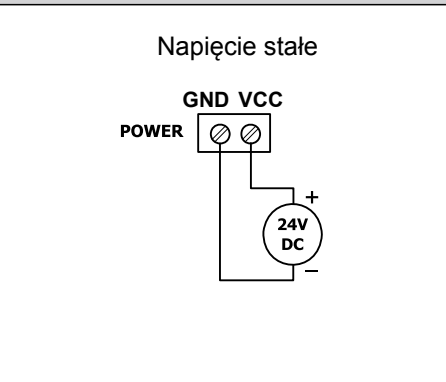 Napięcie stałe
GND VCC
POWER
+
24V
DC
–